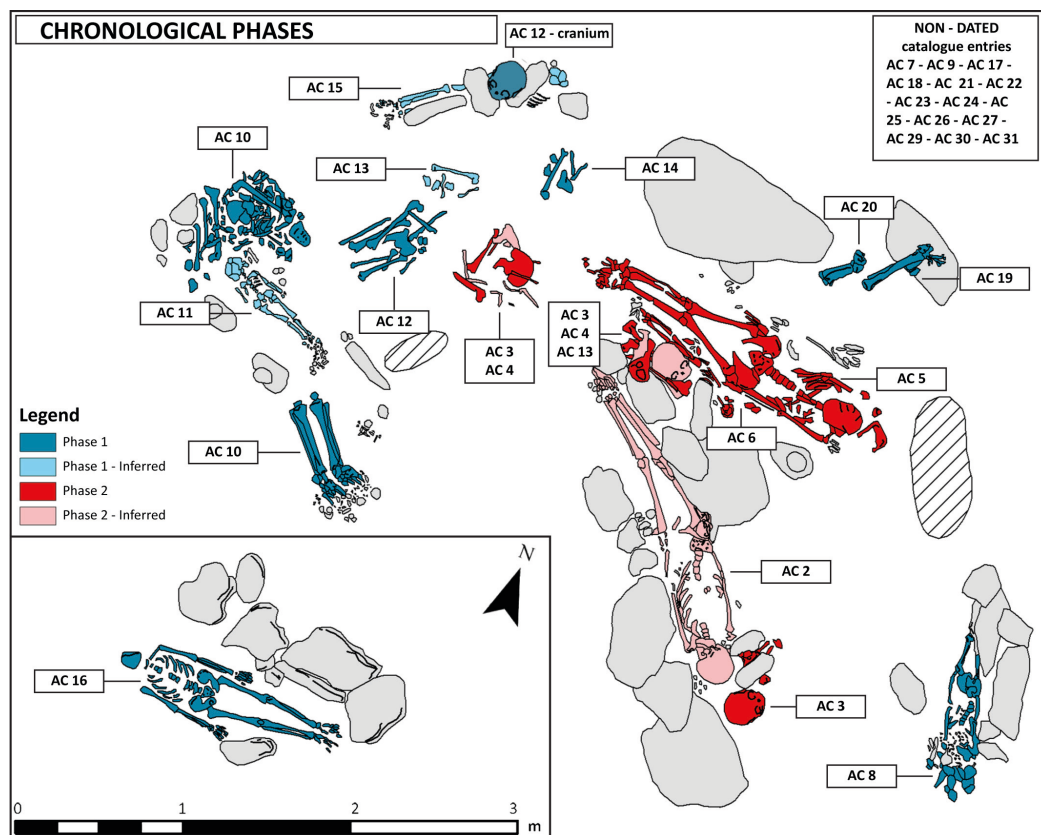 CHRONOLOGICAL PHASES
AC 12 - cranium
NON - DATED
catalogue entries
AC 7 - AC 9 - AC 17 -
AC 18 - AC 21 - AC 22
- AC 23 - AC 24 - AC
25 - AC 26 - AC 27 -
AC 29 - AC 30 - AC 31
AC 15
AC 10
AC 13
AC 14
AC 20
AC 19
AC 11
AC 12
AC 3
AC 4
AC 3
AC 4
AC 13
AC 5
AC 6
Legend
Phase 1
Phase 1 - Inferred
Phase 2
Phase 2 - Inferred
AC 10
AC 2
N
AC 16
AC 3
AC 8
0
1
2
3
m